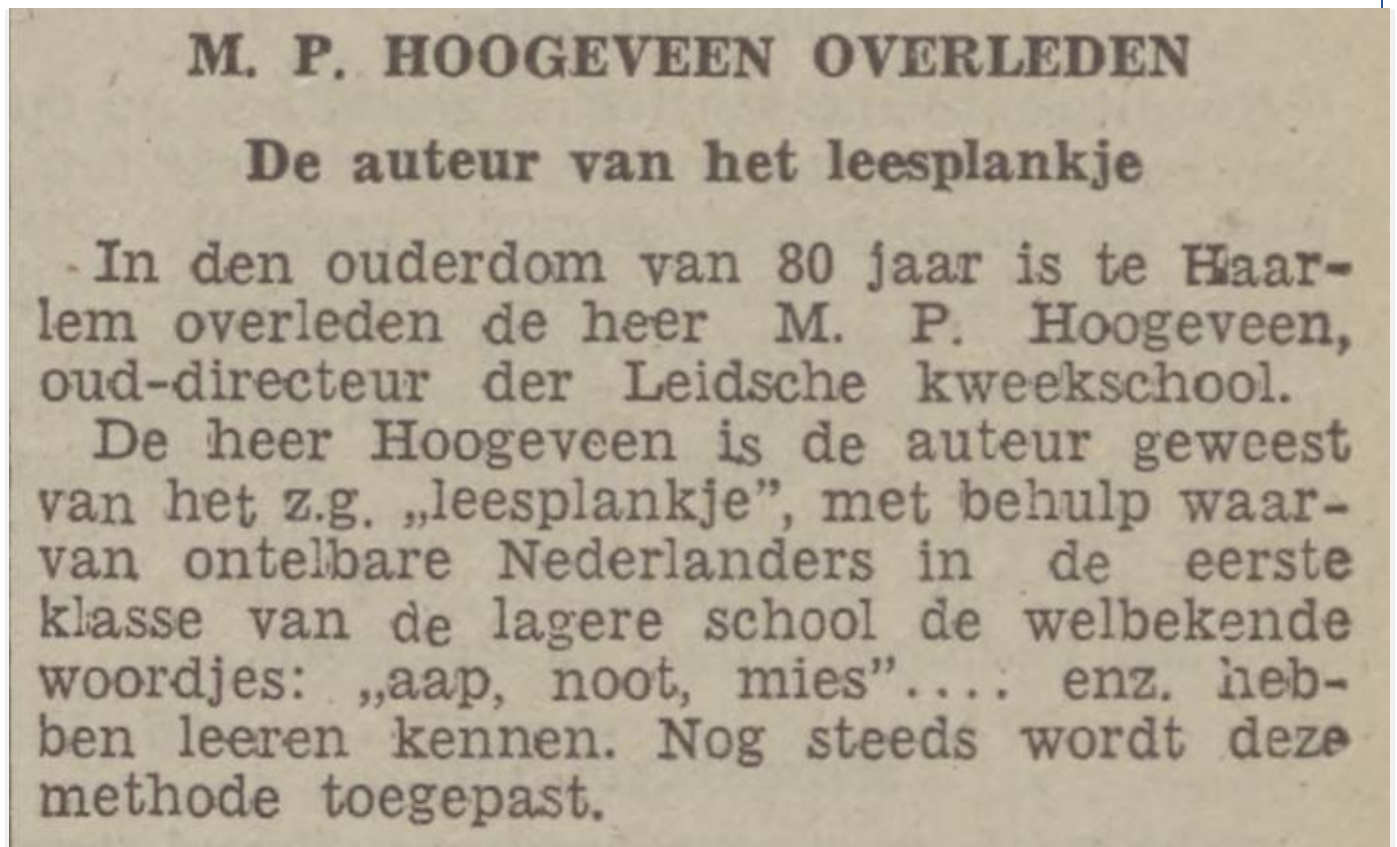 M. P. HOOGEVEEN OVERLEDEN
De auteur van het leesplankje
In den ouderdom van 80 jaar is te Haar-
lem overleden de heer M. P. Hoogeveen,
oud-directeur der Leidsche kweekschool.
De heer Hoogeveen is de auteur geweest
van het z.g. „leesplankje”, met behulp waar-
van ontelbare Nederlanders in de eerste
klasse van de lagere school de welbekende
woordjes: „aap, noot, mies”.... enz. heb-
ben leeren kennen. Nog steeds wordt deze
methode toegepast.